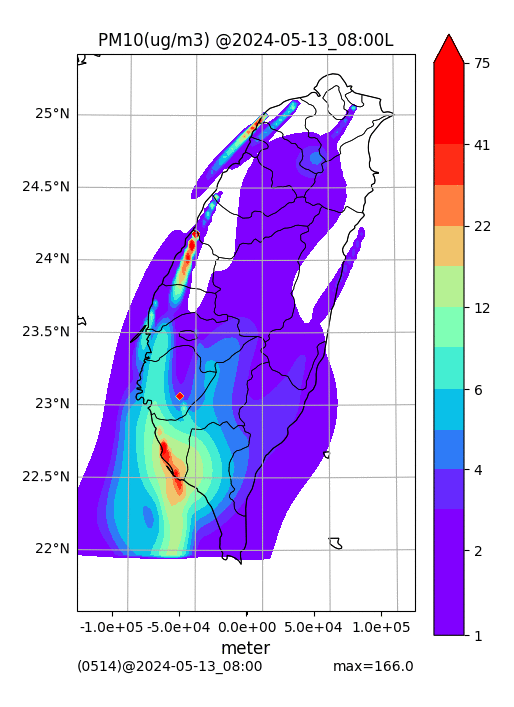 PM10(ug/m3) @2024-05-13_08:00L
75
25°N
41
24.5°N
22
24°N
12
23.5°N
6
23°N
4
22.5°N
22°N
2
1
-1.0e+05 -5.0e+04 0.0e+00 5.0e+04 1.0e+05
meter
(0514)@2024-05-13_08:00 max=166.0